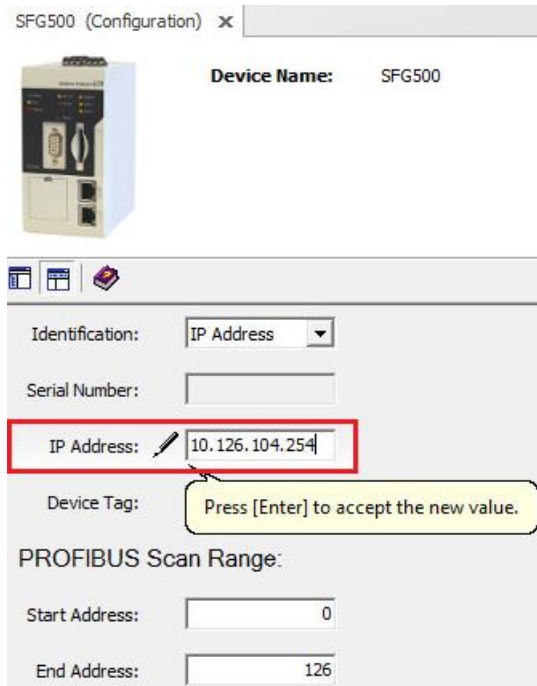 SFG500 (Configuration) x
Device Name: SFG500
Identification: IP Address
Serial Number:
IP Address: 10.126.104.254
Device Tag:
Press [Enter] to accept the new value.
PROFIBUS Scan Range:
Start Address: 0
End Address: 126